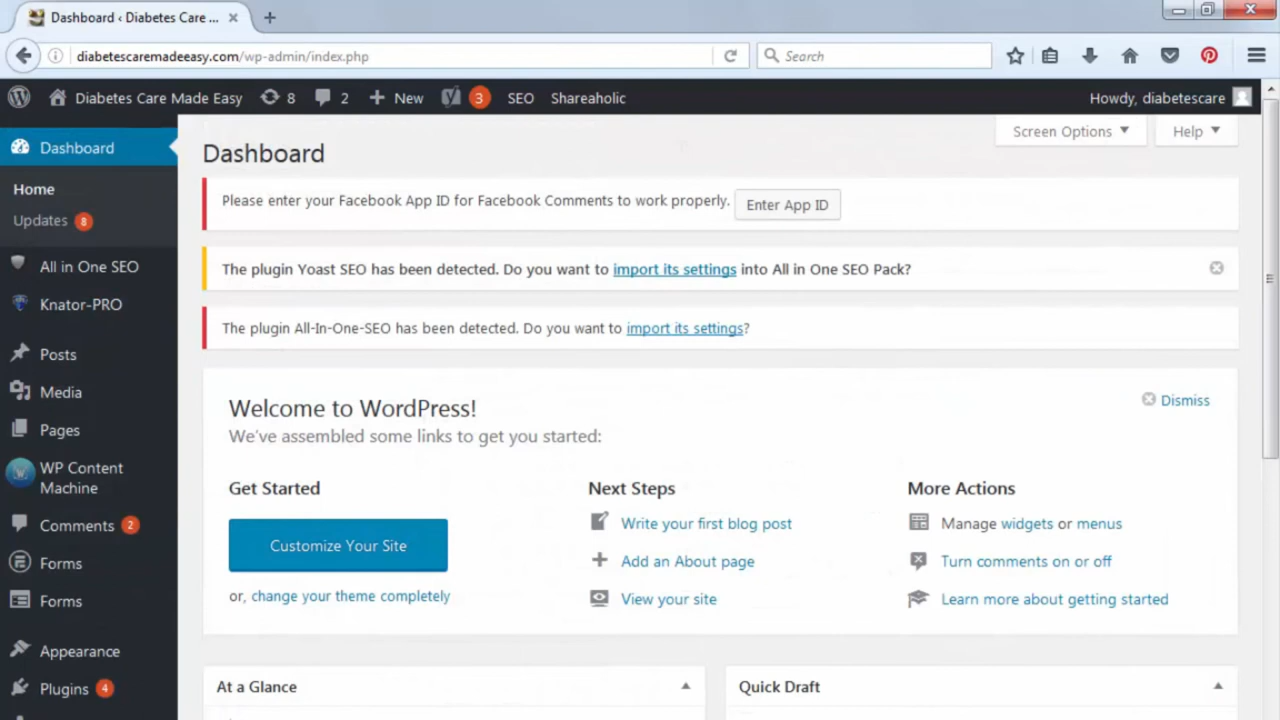 Dashboard ‹ Diabetes Care ...
diabetescaremadeeasy.com/wp-admin/index.php
Search
Diabetes Care Made Easy 8 2 New 3 SEO Shareaholic Howdy, diabetescare
Screen Options Help
Dashboard
Home
Updates 8
All in One SEO
Knator-PRO
Posts
Media
Pages
WP Content
Machine
Comments 2
Forms
Forms
Appearance
Plugins 4
Dashboard
Please enter your Facebook App ID for Facebook Comments to work properly. Enter App ID
The plugin Yoast SEO has been detected. Do you want to import its settings into All in One SEO Pack?
The plugin All-In-One-SEO has been detected. Do you want to import its settings?
Welcome to WordPress!
Dismiss
We've assembled some links to get you started:
Get Started
Customize Your Site
or, change your theme completely
Next Steps
Write your first blog post
Add an About page
View your site
More Actions
Manage widgets or menus
Turn comments on or off
Learn more about getting started
At a Glance
Quick Draft